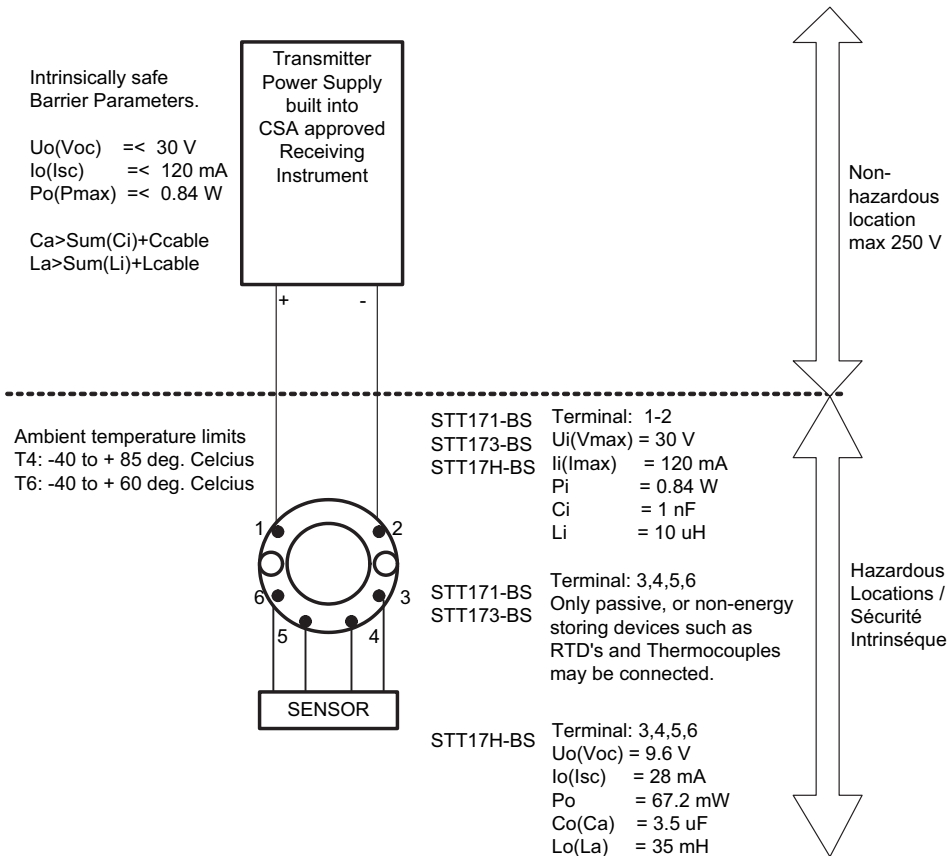 Intrinsically safe
Barrier Parameters.
Uo(Voc) =< 30 V
Io(Isc) =< 120 mA
Po(Pmax) =< 0.84 W
Ca>Sum(Ci)+Ccable
La>Sum(Li)+Lcable
Transmitter
Power Supply
built into
CSA approved
Receiving
Instrument
+ -
Non-
hazardous
location
max 250 V
Ambient temperature limits
T4: -40 to + 85 deg. Celcius
T6: -40 to + 60 deg. Celcius
STT171-BS
STT173-BS
STT17H-BS
Terminal: 1-2
Ui(Vmax) = 30 V
Ii(Imax) = 120 mA
Pi = 0.84 W
Ci = 1 nF
Li = 10 uH
1 2
6 3
5 4
SENSOR
STT171-BS
STT173-BS
Terminal: 3,4,5,6
Only passive, or non-energy
storing devices such as
RTD's and Thermocouples
may be connected.
Hazardous
Locations /
Sécurité
Intrinséque
STT17H-BS
Terminal: 3,4,5,6
Uo(Voc) = 9.6 V
Io(Isc) = 28 mA
Po = 67.2 mW
Co(Ca) = 3.5 uF
Lo(La) = 35 mH